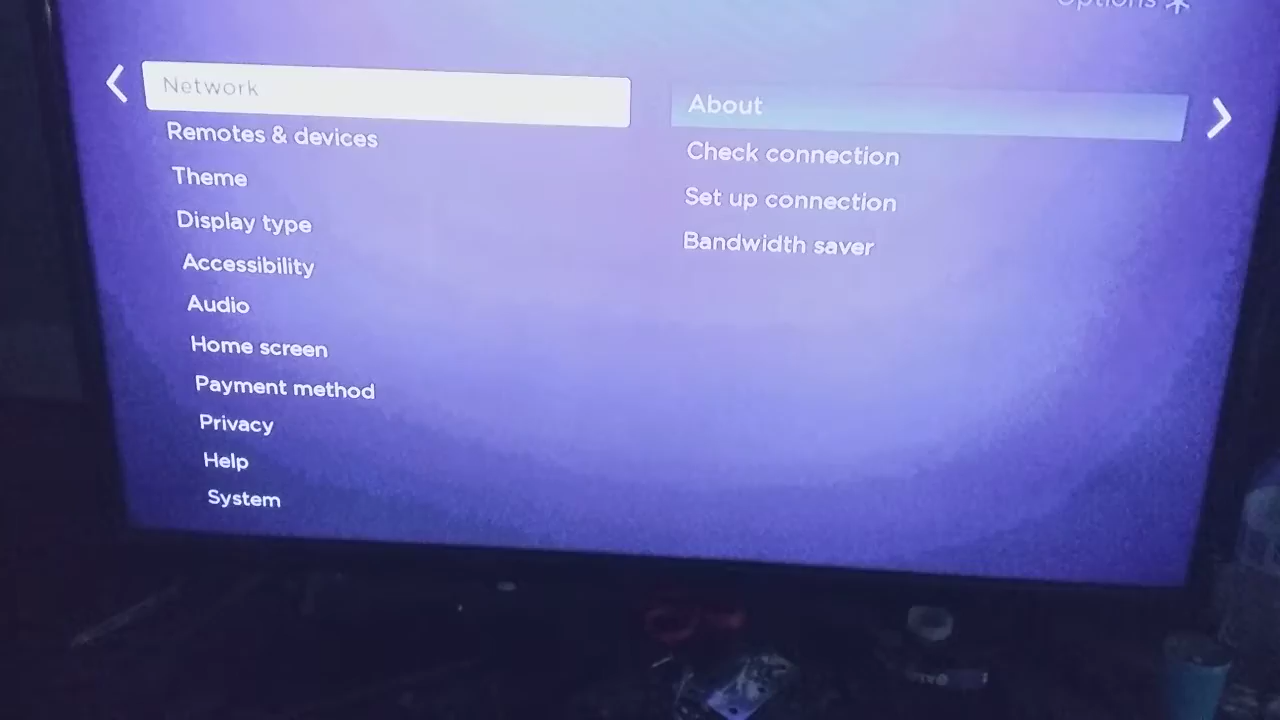 Options
Network
Remotes & devices
Theme
Display type
Accessibility
Audio
Home screen
Payment method
Privacy
Help
System
About
Check connection
Set up connection
Bandwidth saver